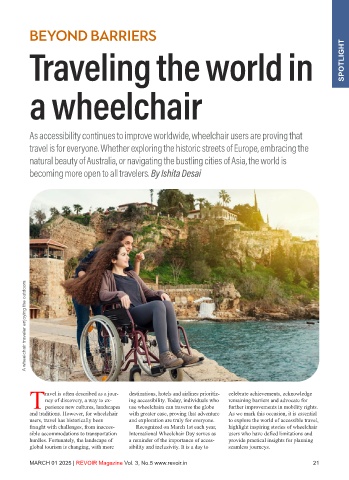 SPOTLIGHT
BEYOND BARRIERS
Traveling the world in
a wheelchair
As accessibility continues to improve worldwide, wheelchair users are proving that
travel is for everyone. Whether exploring the historic streets of Europe, embracing the
natural beauty of Australia, or navigating the bustling cities of Asia, the world is
becoming more open to all travelers. By Ishita Desai
A wheelchair traveler enjoying the outdoors.
Travel is often described as a jour-
ney of discovery, a way to ex-
perience new cultures, landscapes
and traditions. However, for wheelchair
users, travel has historically been
fraught with challenges, from inacces-
sible accommodations to transportation
hurdles. Fortunately, the landscape of
global tourism is changing, with more
destinations, hotels and airlines prioritiz-
ing accessibility. Today, individuals who
use wheelchairs can traverse the globe
with greater ease, proving that adventure
and exploration are truly for everyone.
Recognized on March 1st each year,
International Wheelchair Day serves as
a reminder of the importance of acces-
sibility and inclusivity. It is a day to
celebrate achievements, acknowledge
remaining barriers and advocate for
further improvements in mobility rights.
As we mark this occasion, it is essential
to explore the world of accessible travel,
highlight inspiring stories of wheelchair
users who have defied limitations and
provide practical insights for planning
seamless journeys.
MARCH 01 2025 | REVOIR Magazine Vol. 3, No.5 www.revoir.in
21